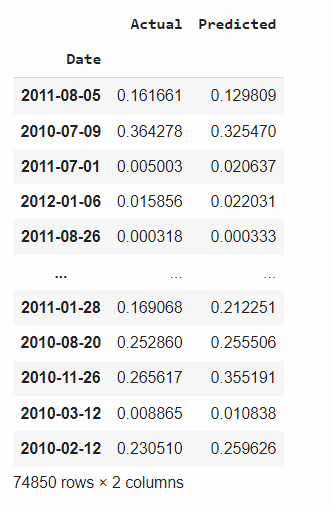 Actual Predicted
Date
2011-08-05 0.161661 0.129809
2010-07-09 0.364278 0.325470
2011-07-01 0.005003 0.020637
2012-01-06 0.015856 0.022031
2011-08-26 0.000318 0.000333
... ... ...
2011-01-28 0.169068 0.212251
2010-08-20 0.252860 0.255506
2010-11-26 0.265617 0.355191
2010-03-12 0.008865 0.010838
2010-02-12 0.230510 0.259626
74850 rows × 2 columns